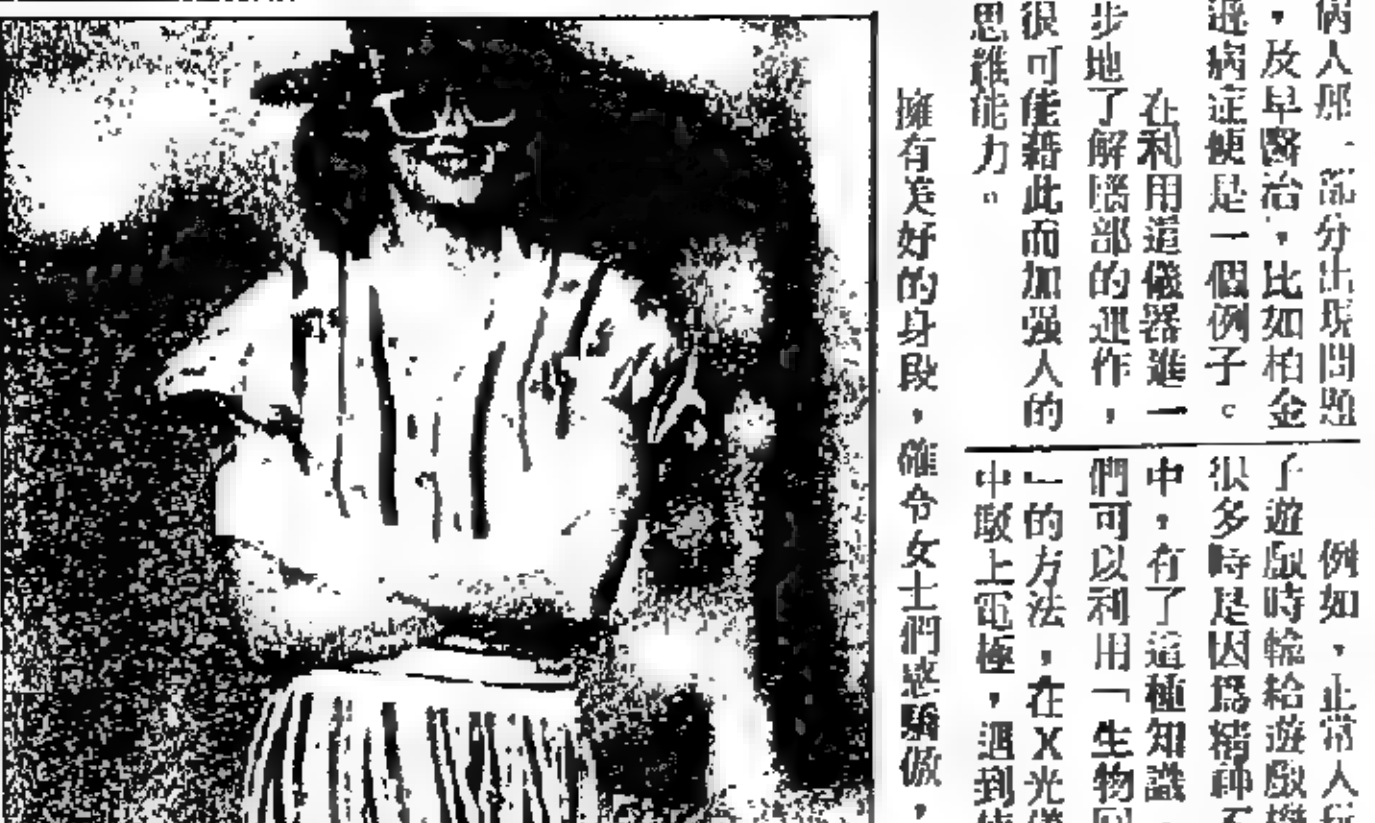 病人那一部分出現問題
，及早醫治，比如柏金
遜病症便是一個例子。
在利用這儀器進一
步地了解腦部的運作，
很可能藉此而加强人的
思維能力。
例如，正常人玩
子遊戲時輸給遊戲機
很多時是因爲精神不
中，有了這種知識，
們可以利用「生物回
」的方法，在X光儀
中駁上電極，遇到
擁有美好的身段，確令女士們感驕傲，